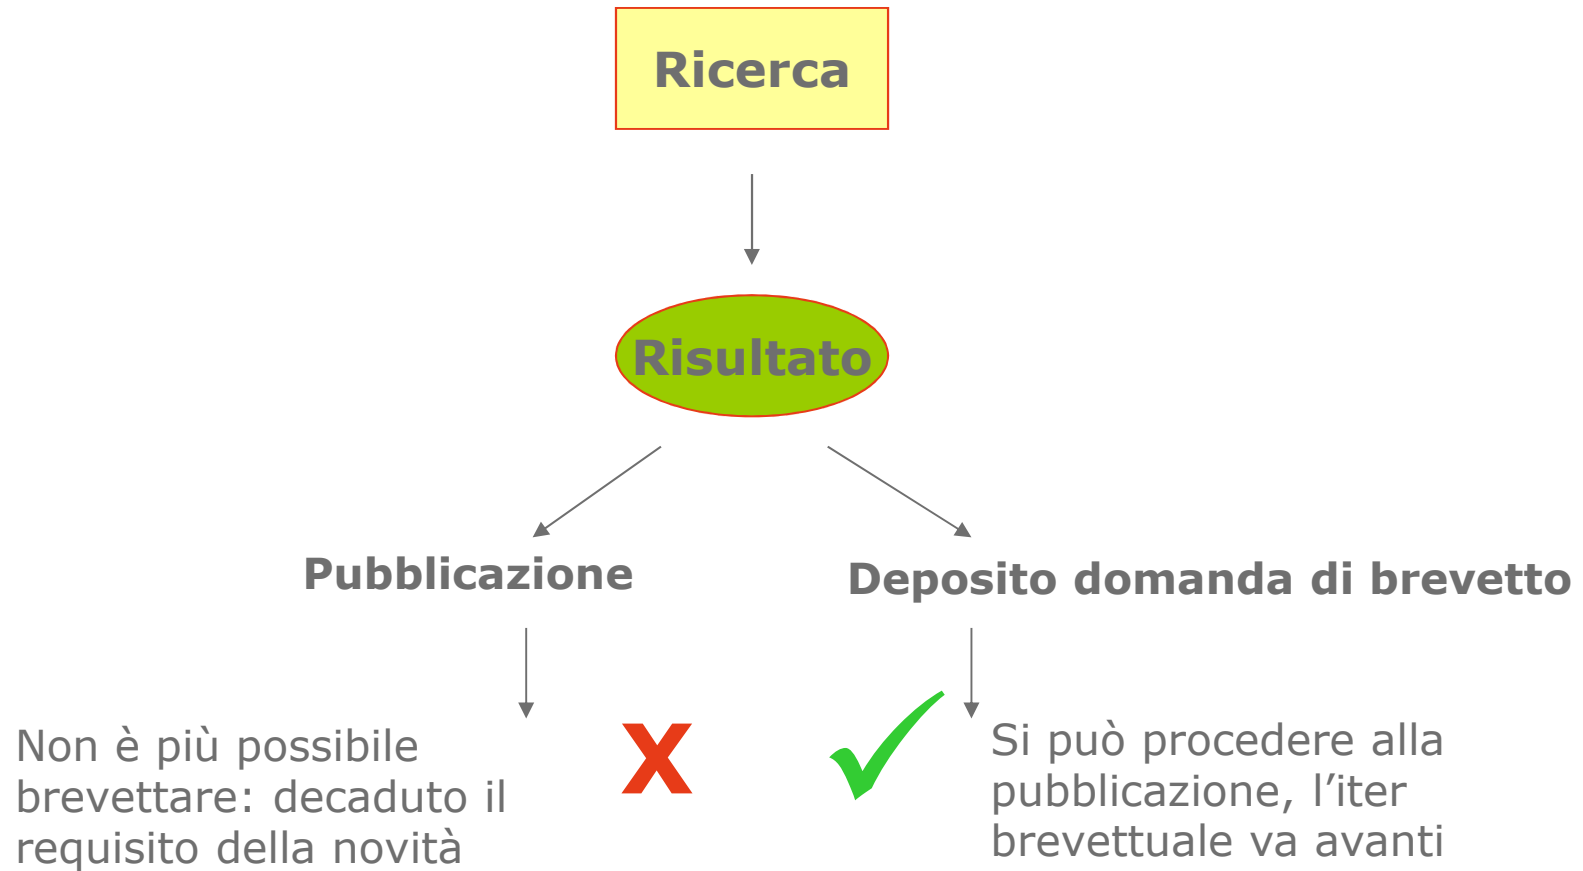 Ricerca
Risultato
Pubblicazione
Deposito domanda di brevetto
Non è più possibile
brevettare: decaduto il
requisito della novità
X
Si può procedere alla
pubblicazione, l’iter
brevettuale va avanti